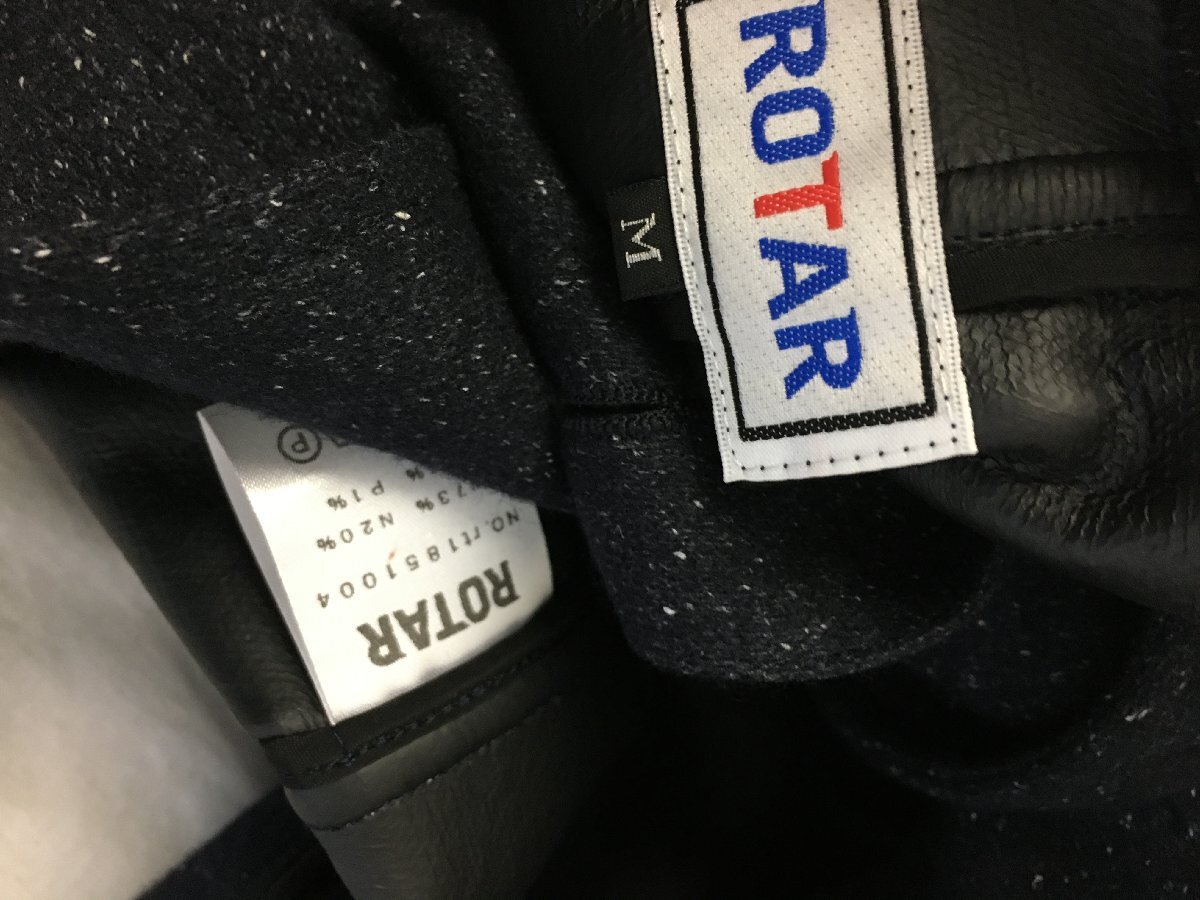 ROTAR
M
ROTAR
NO.rt1851004
73% N20%
% P1%
P